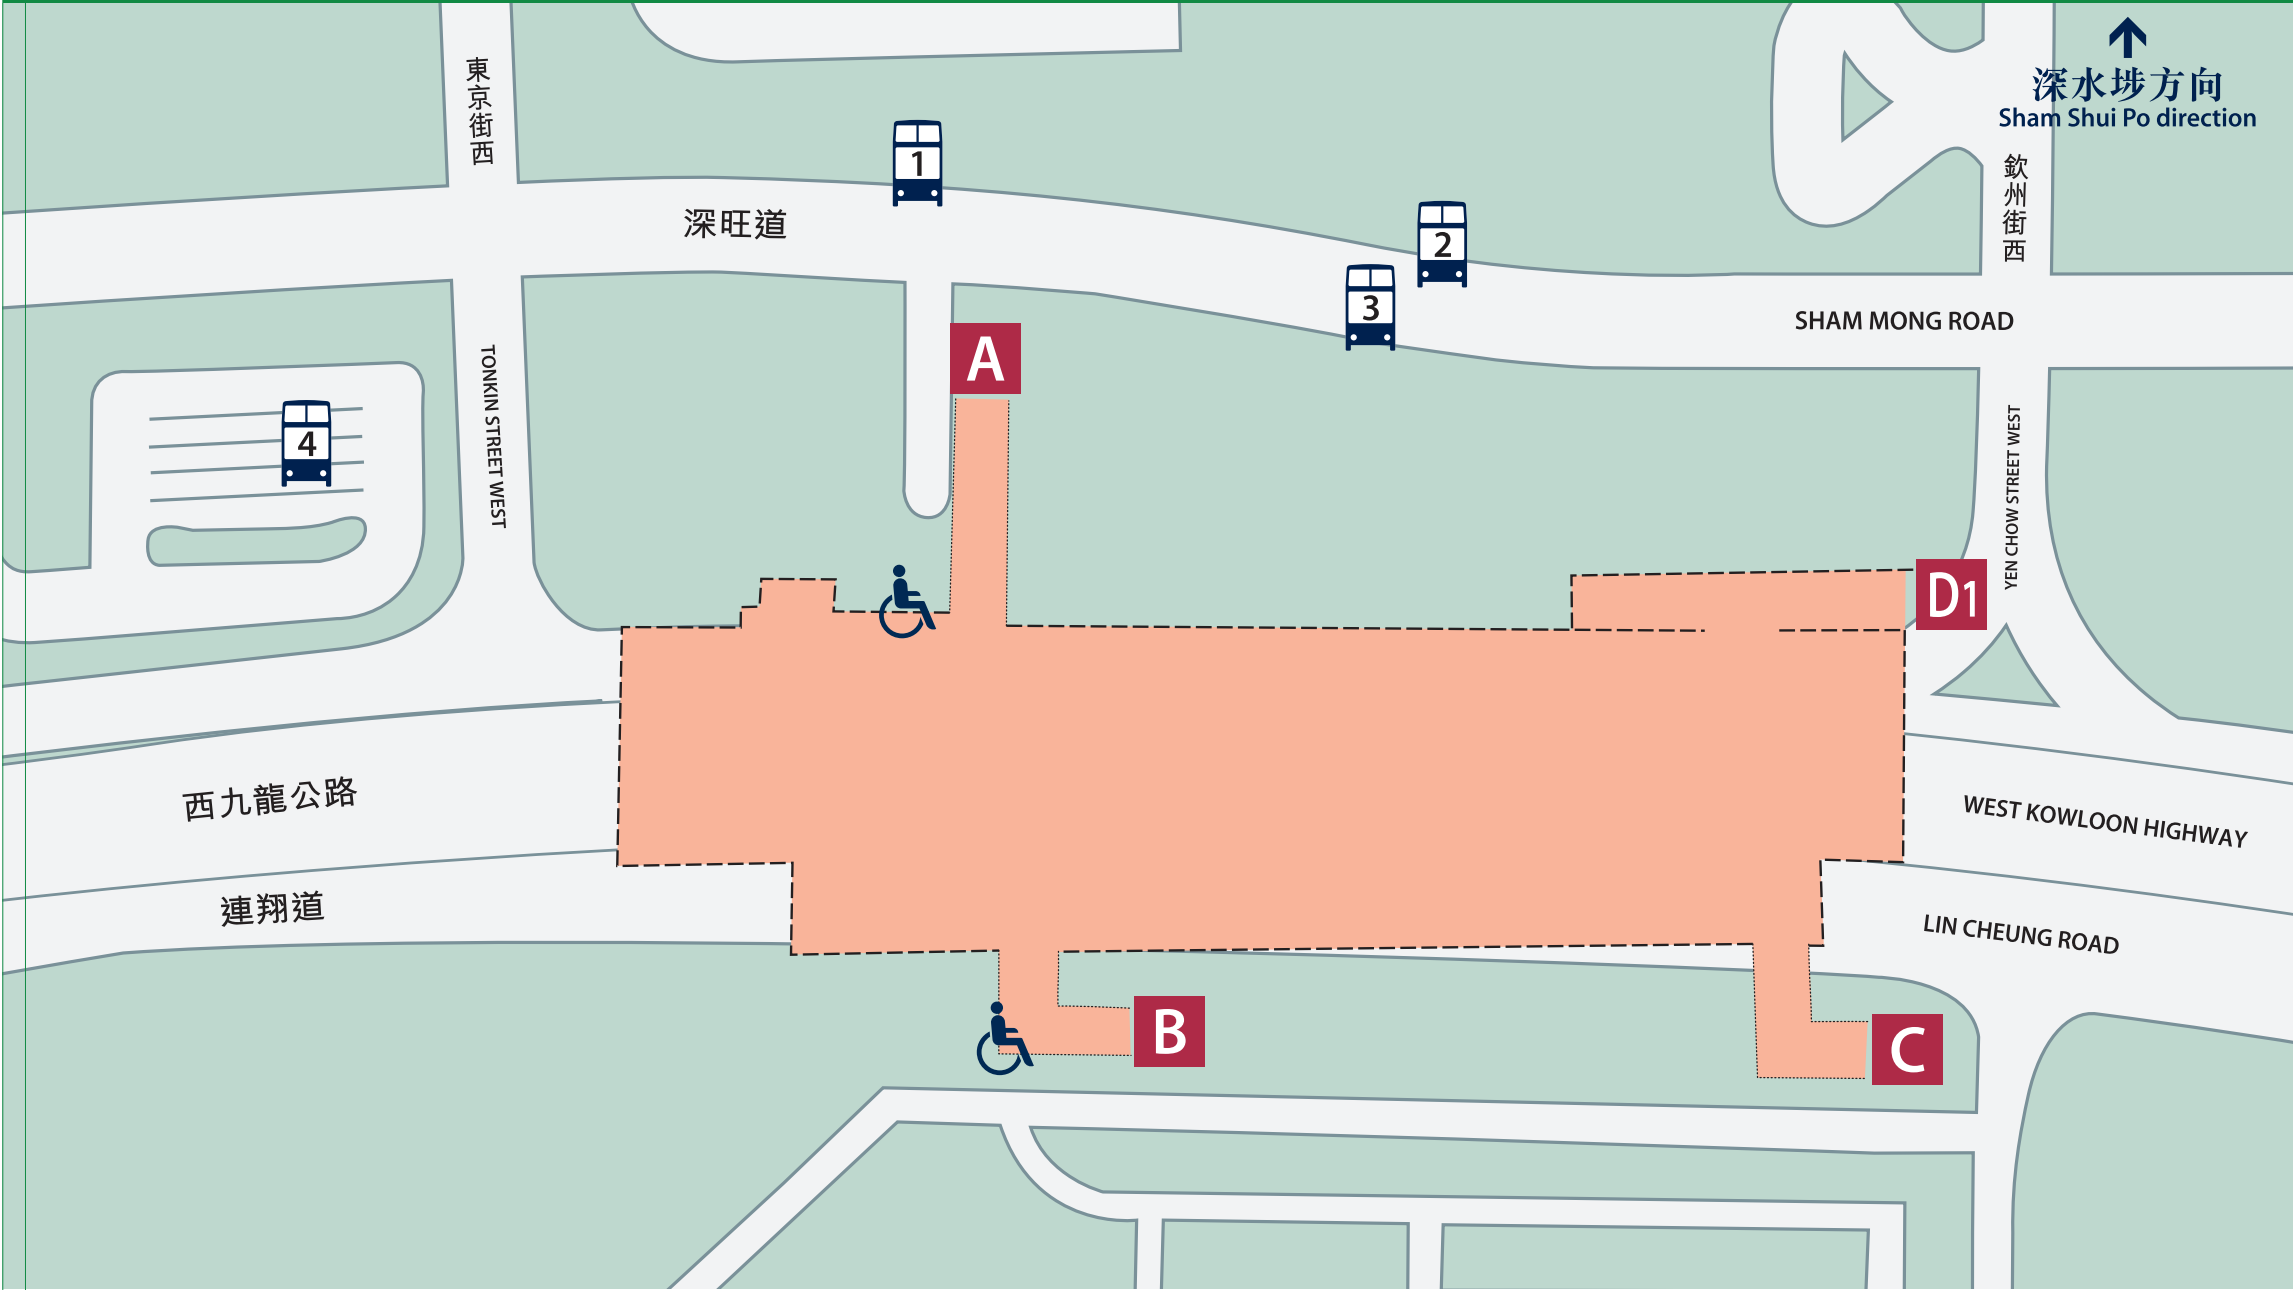 東京街西
深水埗方向
Sham Shui Po direction
1
欽州街西
深旺道
2
3
SHAM MONG ROAD
A
TONKIN STREET WEST
4
YEN CHOW STREET WEST
D1
西九龍公路
WEST KOWLOON HIGHWAY
連翔道
LIN CHEUNG ROAD
B
C